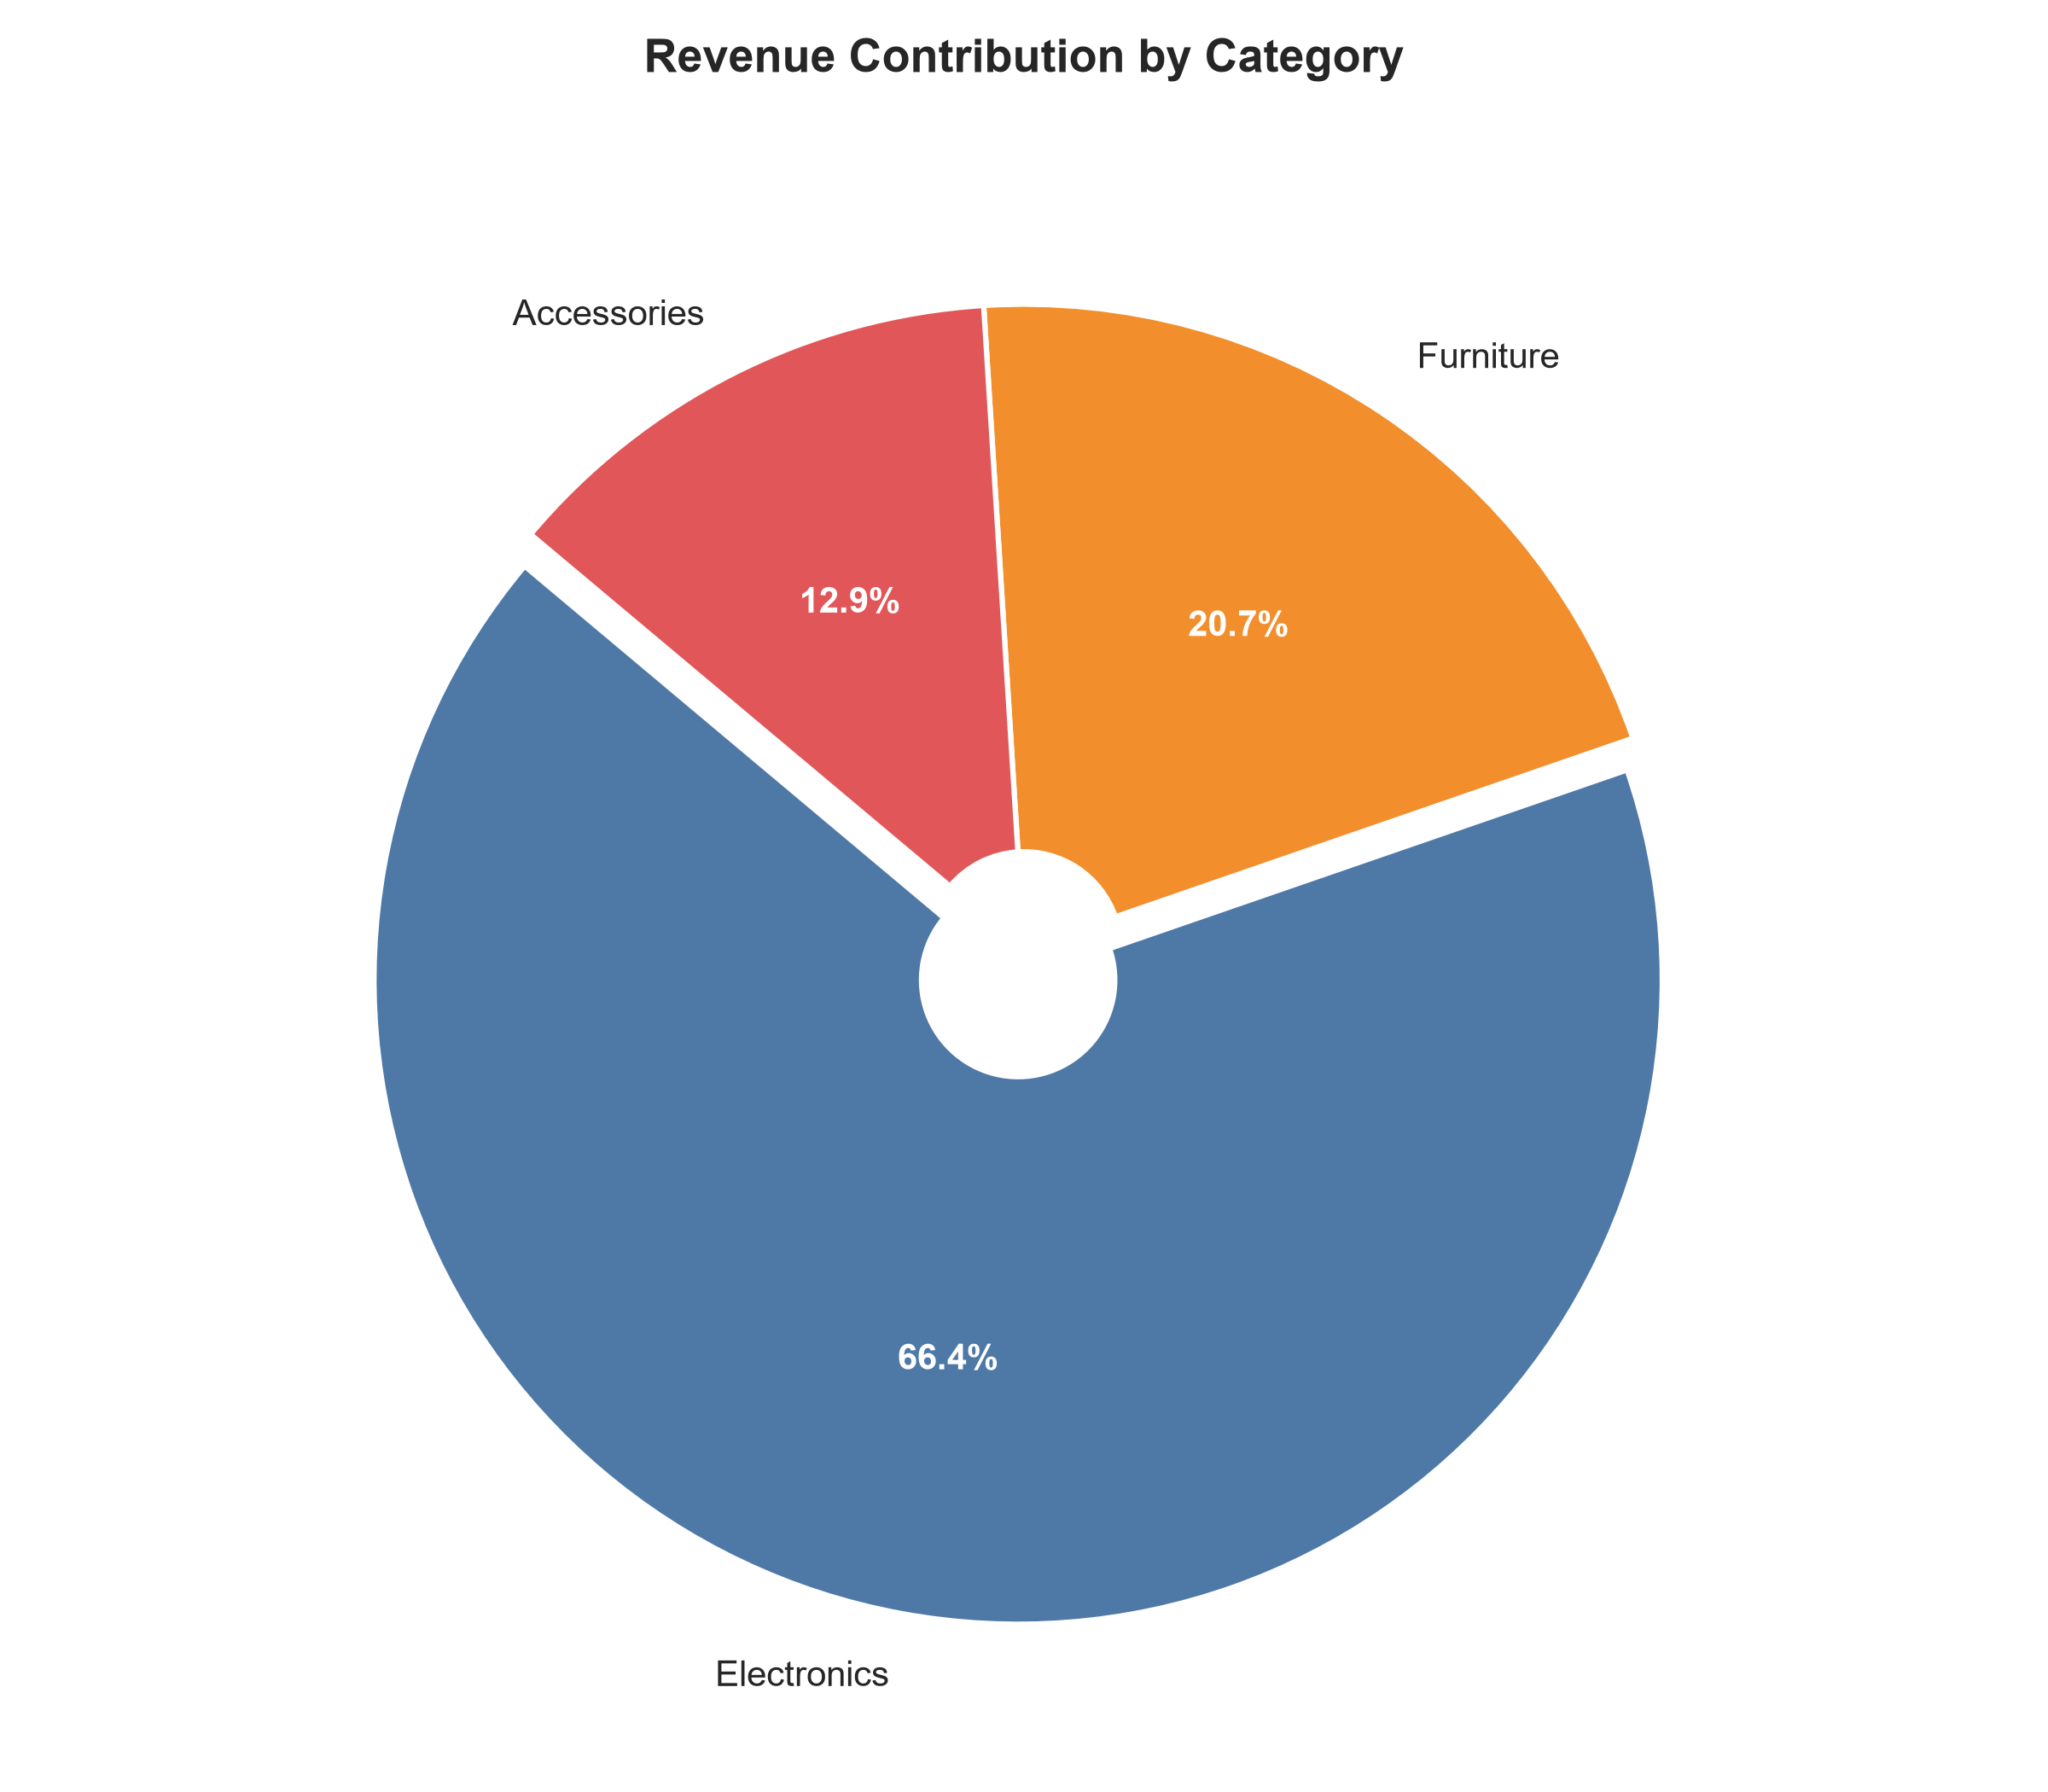 Revenue Contribution by Category
Accessories
Furniture
12.9%
20.7%
66.4%
Electronics